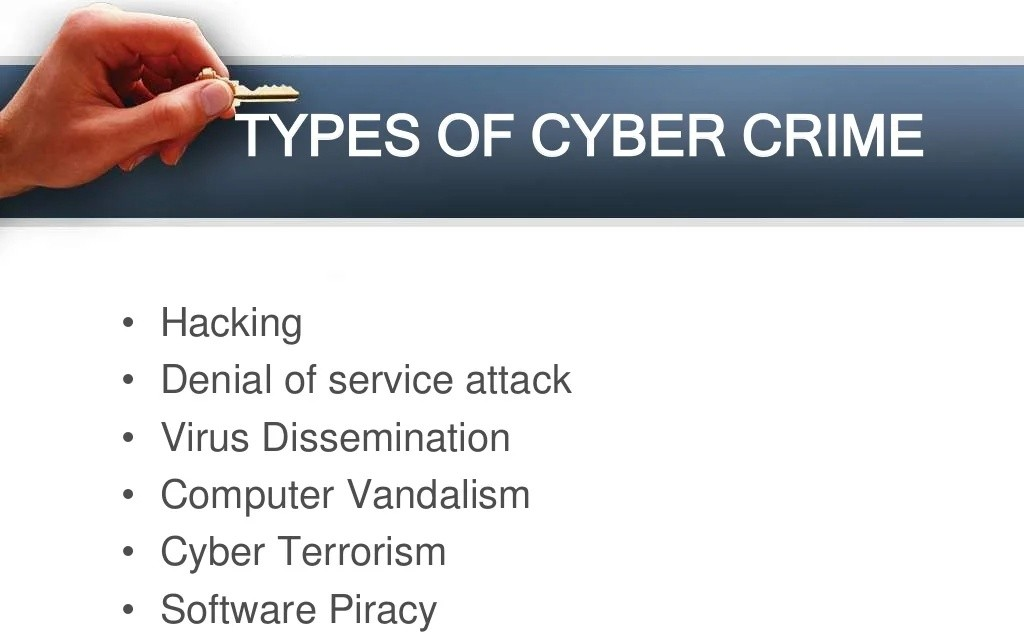 TYPES OF CYBER CRIME
• Hacking
• Denial of service attack
• Virus Dissemination
• Computer Vandalism
• Cyber Terrorism
• Software Piracy